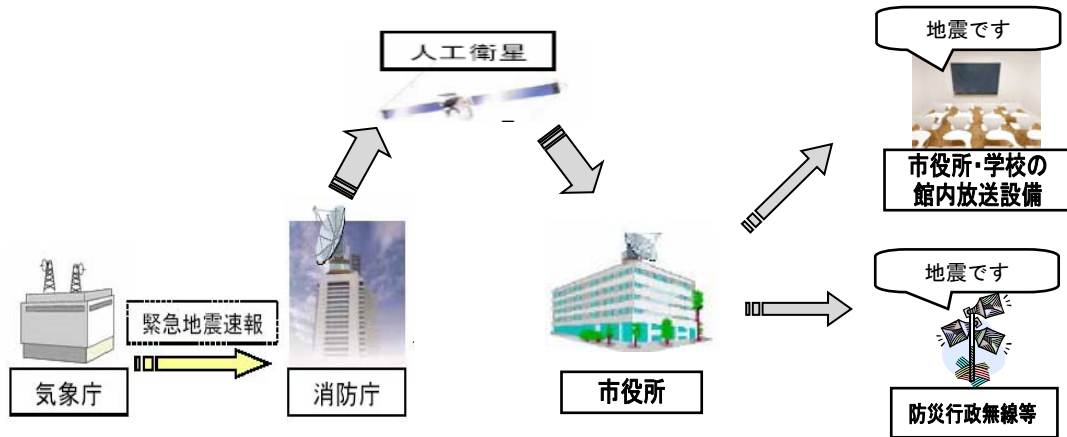 人工衛星
地震です
市役所・学校の
館内放送設備
緊急地震速報
地震です
気象庁
消防庁
市役所
防災行政無線等